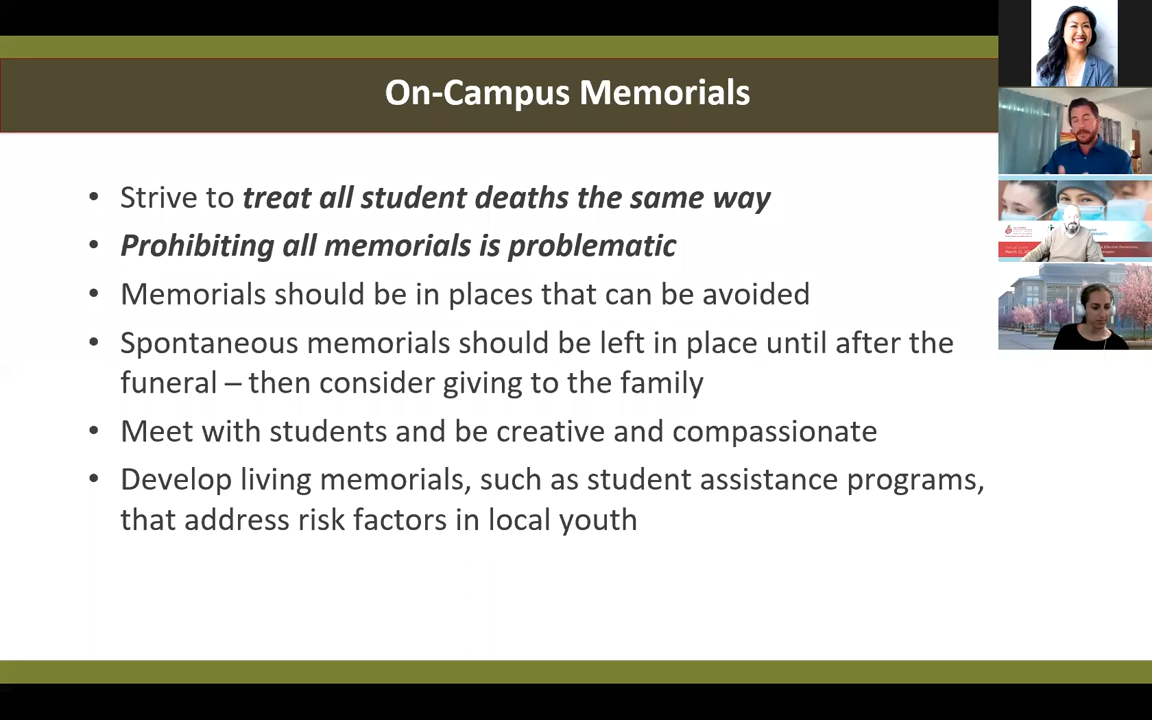 On-Campus Memorials
• Strive to treat all student deaths the same way
• Prohibiting all memorials is problematic
• Memorials should be in places that can be avoided
• Spontaneous memorials should be left in place until after the
funeral – then consider giving to the family
• Meet with students and be creative and compassionate
• Develop living memorials, such as student assistance programs,
that address risk factors in local youth